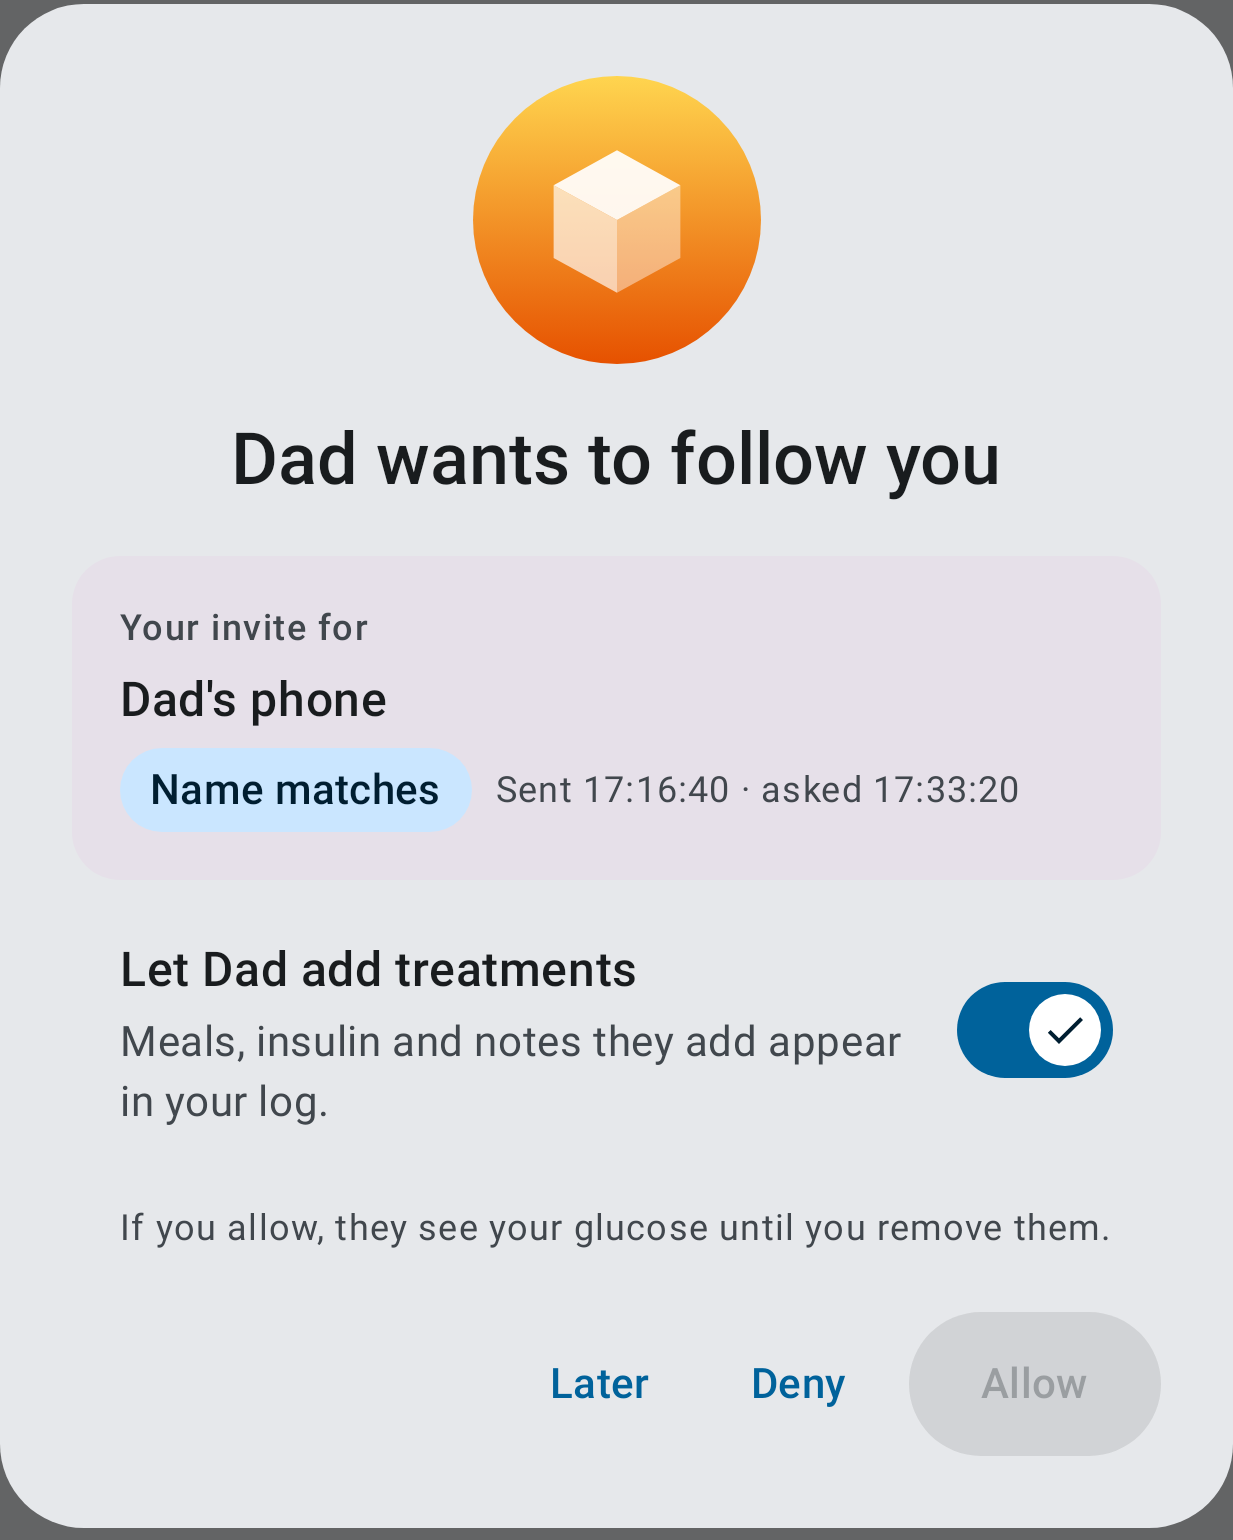 Dad wants to follow you
Your invite for
Dad's phone
Name matches
Sent 17:16:40 · asked 17:33:20
Let Dad add treatments
Meals, insulin and notes they add appear
in your log.
If you allow, they see your glucose until you remove them.
Later
Deny
Allow